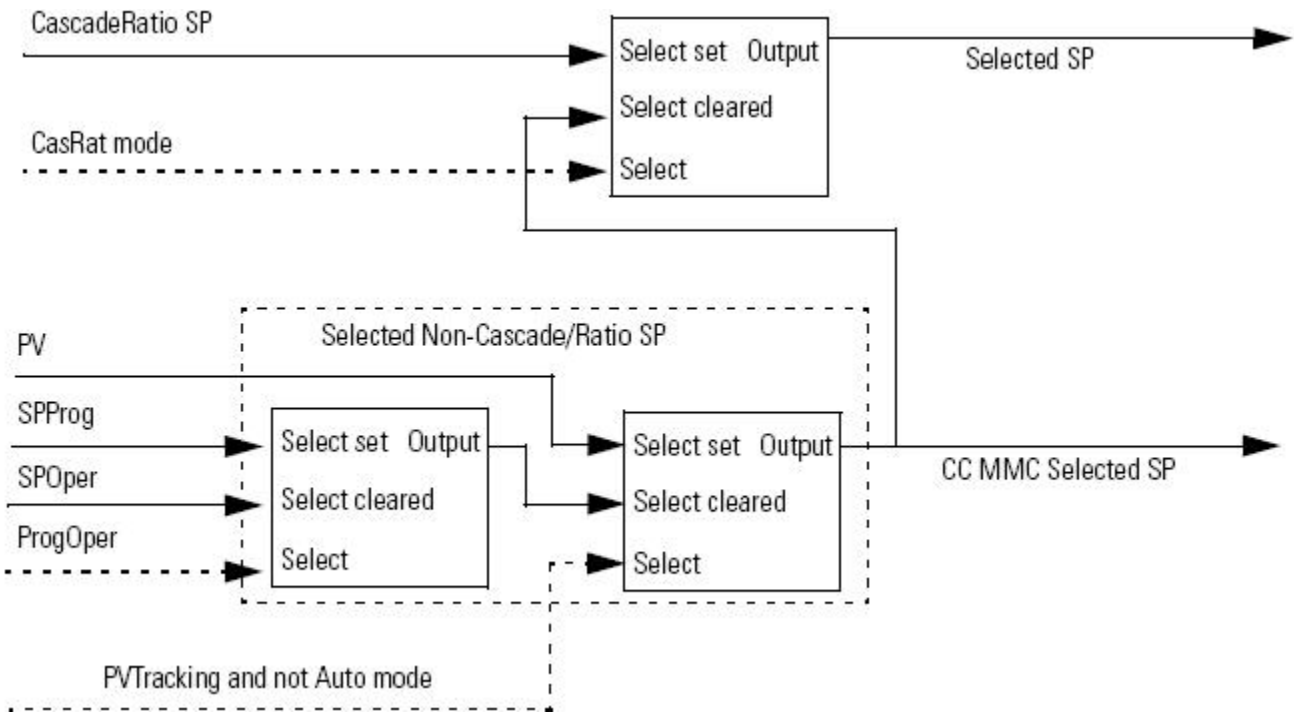 CascadeRatio SP
Select set Output
Selected SP
Select cleared
CasRat mode
Select
Selected Non-Cascade/Ratio SP
PV
SPProg
Select set Output
Select set Output
SPOper
CC MMC Selected SP
Select cleared
Select cleared
ProgOper
Select
Select
PVTracking and not Auto mode